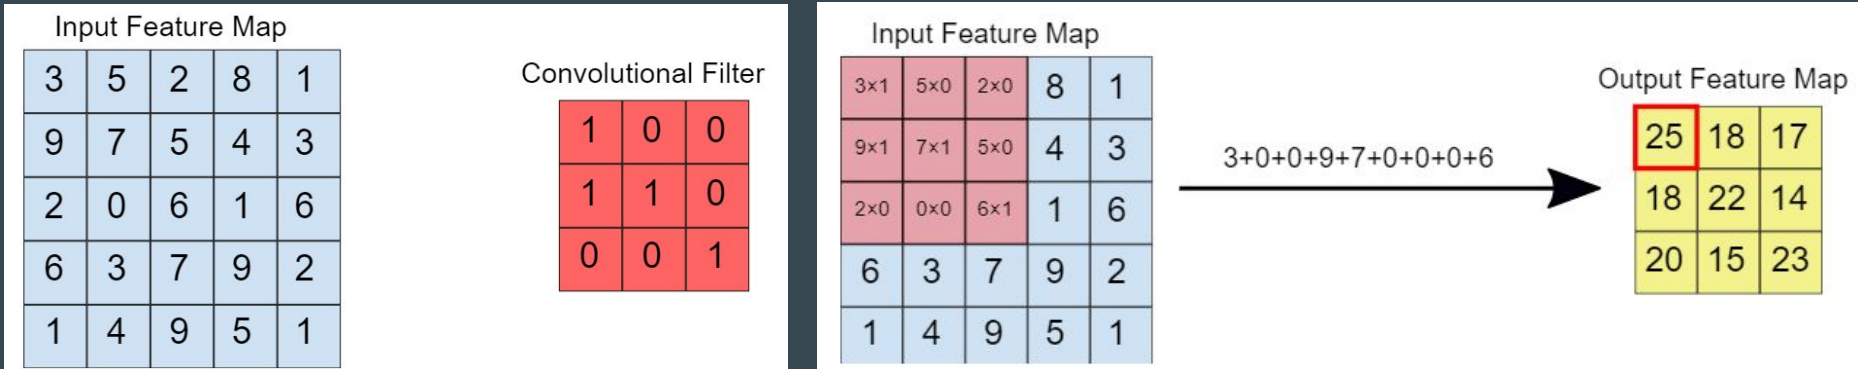 Input Feature Map
3 5 2 8 1
9 7 5 4 3
2 0 6 1 6
6 3 7 9 2
1 4 9 5 1
Convolutional Filter
1 0 0
1 1 0
0 0 1
Input Feature Map
3×1 5×0 2×0 8 1
9×1 7×1 5×0 4 3
2×0 0×0 6×1 1 6
6 3 7 9 2
1 4 9 5 1
3+0+0+9+7+0+0+0+6
Output Feature Map
25 18 17
18 22 14
20 15 23